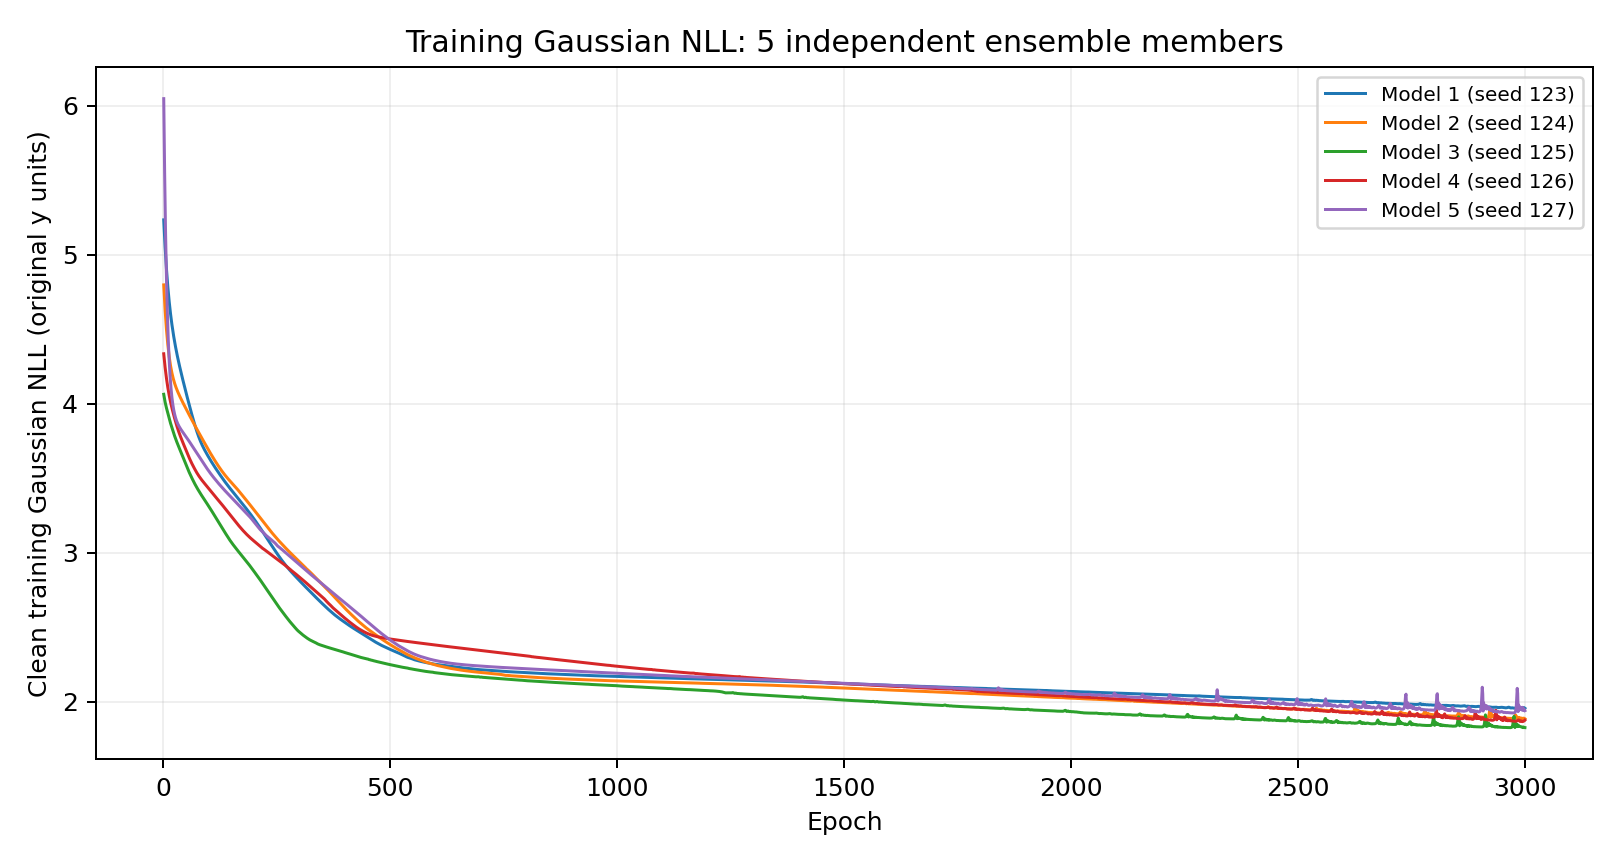 Training Gaussian NLL: 5 independent ensemble members
Clean training Gaussian NLL (original y units)
6
5
4
3
2
Model 1 (seed 123)
Model 2 (seed 124)
Model 3 (seed 125)
Model 4 (seed 126)
Model 5 (seed 127)
0 500 1000 1500 2000 2500 3000
Epoch